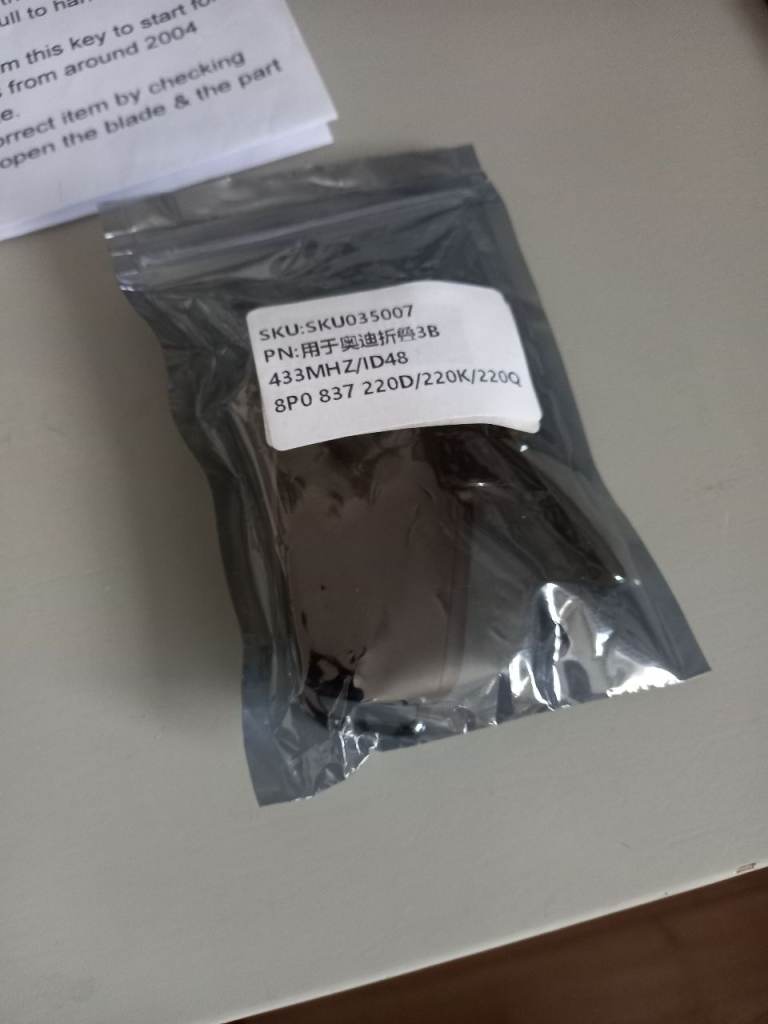 ull to
m this key to start
from around 2004
e.
orrect item by checking
open the blade & the part
SKU:SKU035007
PN:用于奥迪折叠3B
433MHZ/ID48
8P0 837 220D/220K/220Q